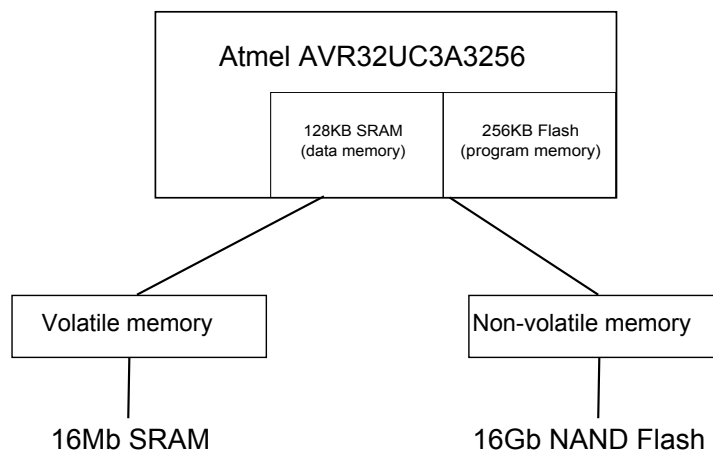 Atmel AVR32UC3A3256
128KB SRAM
(data memory)
256KB Flash
(program memory)
Volatile memory
Non-volatile memory
16Mb SRAM
16Gb NAND Flash